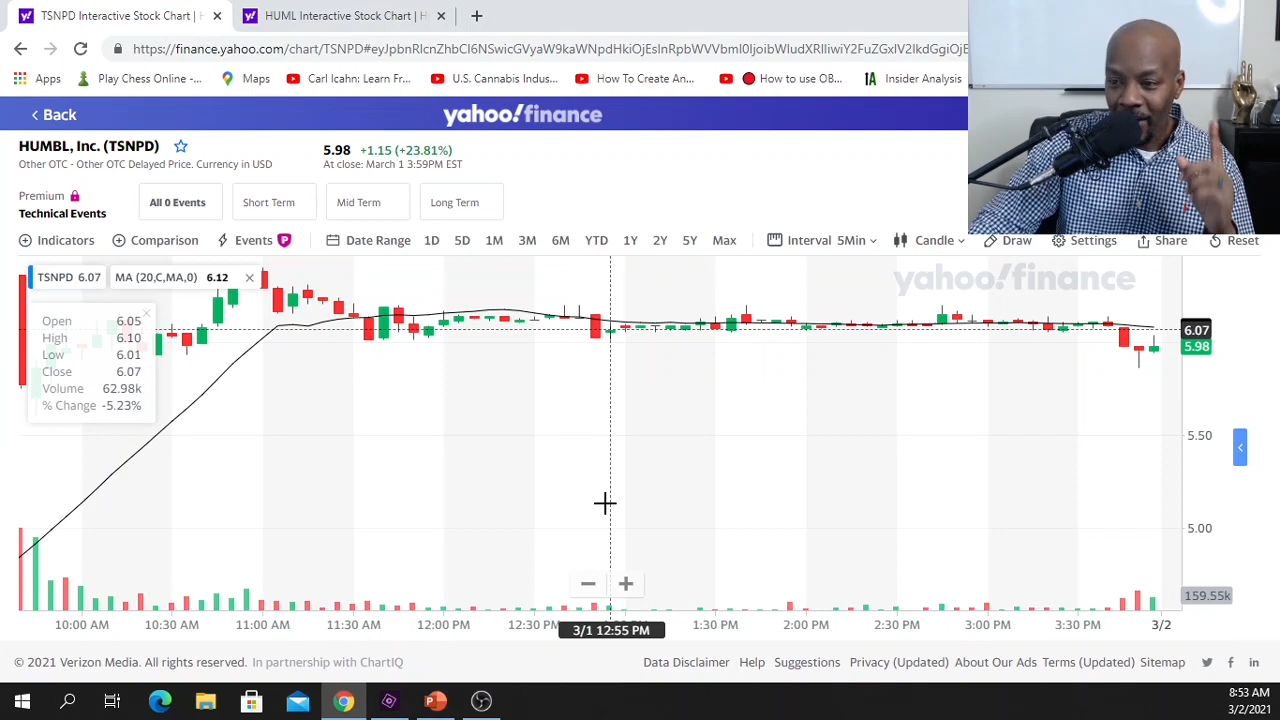 TSNPD Interactive Stock Chart | H
HUML Interactive Stock Chart | H
https://finance.yahoo.com/chart/TSNPD#
Apps
Play Chess Online -...
Maps
Carl Icahn: Learn Fr...
U.S. Cannabis Indus...
How To Create An...
How to use OB...
IA Insider Analysis
Back
yahoo!finance
HUMBL, Inc. (TSNPD)
Other OTC - Other OTC Delayed Price. Currency in USD
5.98 +1.15 (+23.81%)
At close: March 1 3:59PM EST
Premium
Technical Events
All 0 Events
Short Term
Mid Term
Long Term
Indicators
Comparison
Events
P
Date Range
1D
5D
1M
3M
6M
YTD
1Y
2Y
5Y
Max
Interval 5Min
Candle
Draw
Settings
Share
Reset
TSNPD 6.07
MA (20,C,MA,0) 6.12
yahoo!finance
Open 6.05
High 6.10
Low 6.01
Close 6.07
Volume 62.98k
% Change -5.23%
6.07
5.98
5.50
5.00
159.55k
10:00 AM
10:30 AM
11:00 AM
11:30 AM
12:00 PM
12:30 PM
3/1 12:55 PM
1:30 PM
2:00 PM
2:30 PM
3:00 PM
3:30 PM
3/2
© 2021 Verizon Media. All rights reserved. In partnership with ChartIQ
Data Disclaimer Help Suggestions Privacy (Updated) About Our Ads Terms (Updated) Sitemap
8:53 AM
3/2/2021